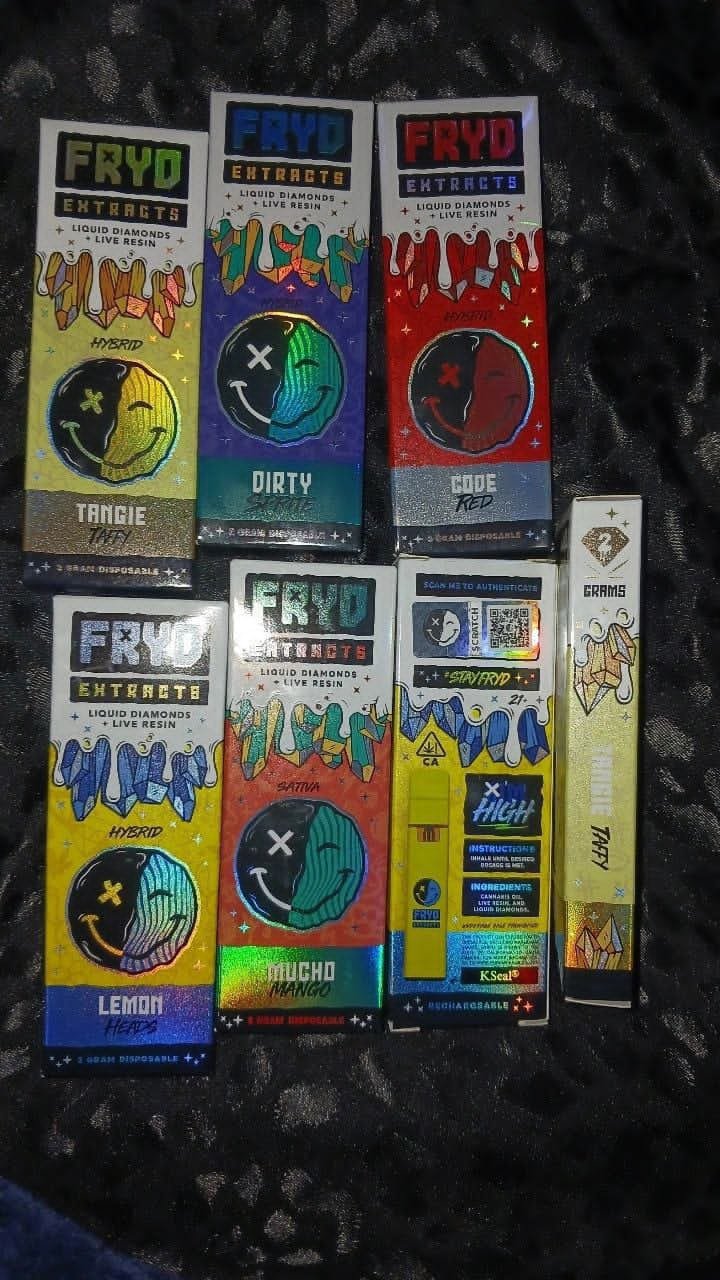 FRYD
EXTRACTS
LIQUID DIAMONDS
+ LIVE RESIN
HYBRID
TANGIE
TAFFY
2 GRAM DISPOSABLE
FRYD
EXTRACTS
LIQUID DIAMONDS
+ LIVE RESIN
HYBRID
DIRTY
2 GRAM DISPOSABLE
FRYD
EXTRACTS
LIQUID DIAMONDS
+ LIVE RESIN
HYBRID
CODE
RED
2 GRAM DISPOSABLE
FRYD
EXTRACTS
LIQUID DIAMONDS
+ LIVE RESIN
HYBRID
LEMON
HEADS
2 GRAM DISPOSABLE
FRYD
EXTRACTS
LIQUID DIAMONDS
+ LIVE RESIN
SATIVA
MUCHO
MANGO
2 GRAM DISPOSABLE
SCAN ME TO AUTHENTICATE
SCRATCH
#STAYFRYD
21+
CA
I'M
HIGH
INSTRUCTIONS
INHALE UNTIL DESIRED
DOSAGE IS MET.
INGREDIENTS
CANNABIS OIL,
LIVE RESIN, AND
LIQUID DIAMONDS.
FRYD
EXTRACTS
KSeal®
RECHARGABLE
2
GRAMS
TANGIE TAFFY